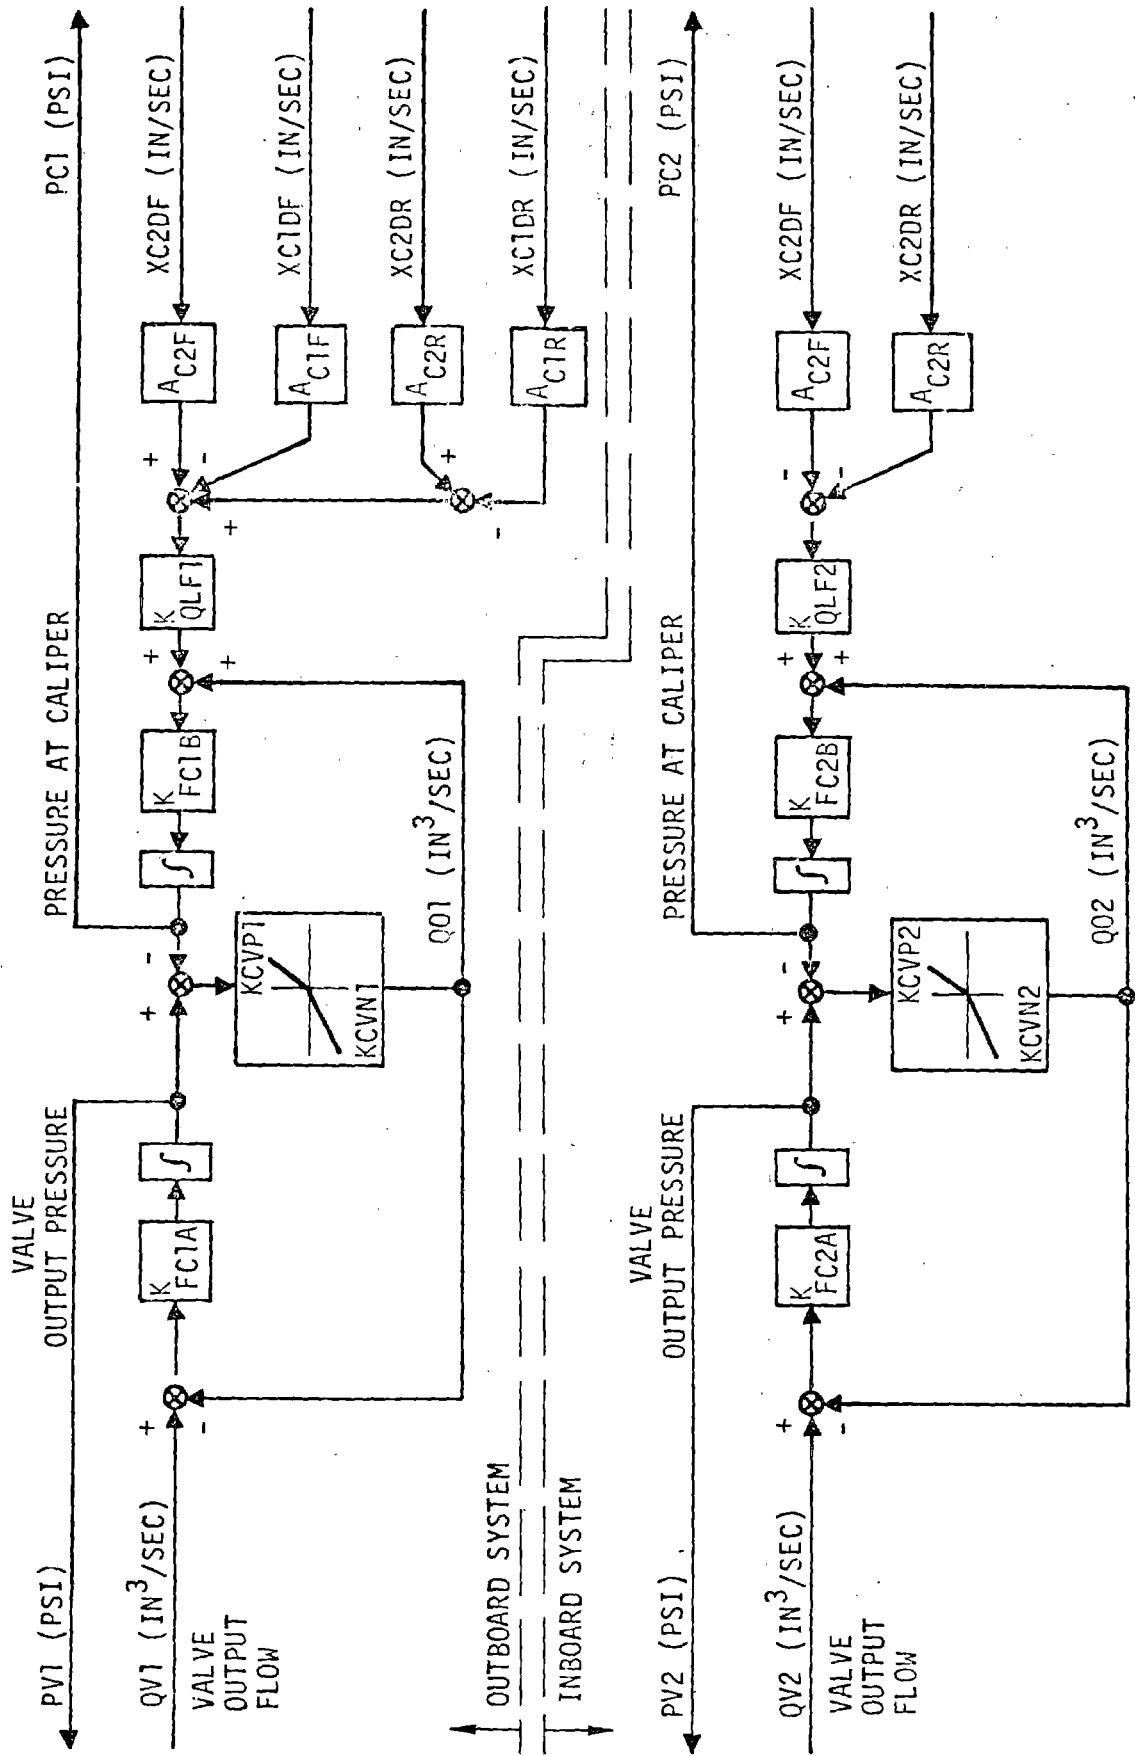 PV1 (PSI)
VALVE
OUTPUT PRESSURE
PRESSURE AT CALIPER
PC1 (PSI)
QV1 (IN³/SEC)
VALVE
OUTPUT
FLOW
+
-
K
FC1A
∫
+
-
KCVP1
KCVN1
∫
K
FC1B
+
+
K
QLF1
+
-
+
A C2F
XC2DF (IN/SEC)
A C1F
XC1DF (IN/SEC)
+
-
A C2R
XC2DR (IN/SEC)
A C1R
XC1DR (IN/SEC)
QO1 (IN³/SEC)
OUTBOARD SYSTEM
INBOARD SYSTEM
PV2 (PSI)
VALVE
OUTPUT PRESSURE
PRESSURE AT CALIPER
PC2 (PSI)
QV2 (IN³/SEC)
VALVE
OUTPUT
FLOW
+
-
K
FC2A
∫
+
-
KCVP2
KCVN2
∫
K
FC2B
+
+
K
QLF2
-
-
A C2F
XC2DF (IN/SEC)
A C2R
XC2DR (IN/SEC)
QO2 (IN³/SEC)